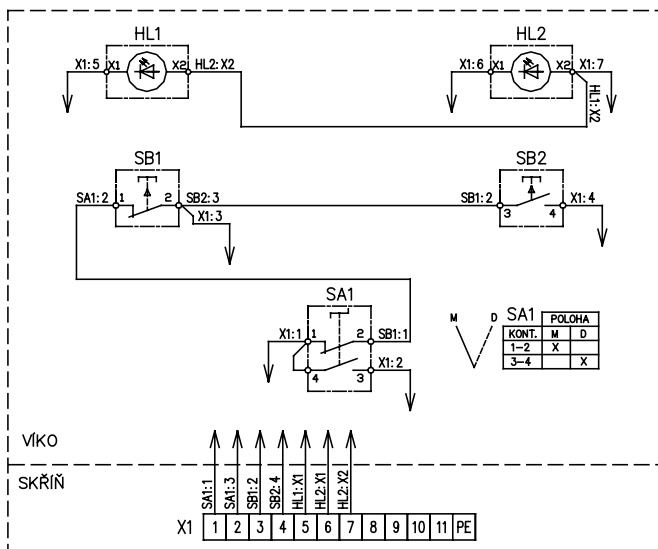 HL1 HL2
X1:5 X1 X2 HL2:X2 X1:6 X1 X2 X1:7
HL1:X2
SB1 SB2
SA1:2 1 2 SB2:3 SB1:2 3 4 X1:4
X1:3
SA1
X1:1 1 2 SB1:1
4 3 X1:2
M D SA1 POLOHA
KONT. M D
1-2 X
3-4 X
VÍKO
SKŘÍŇ
SA1:1
SA1:3
SB1:2
SB2:4
HL1:X1
HL2:X1
HL2:X2
X1 1 2 3 4 5 6 7 8 9 10 11 PE